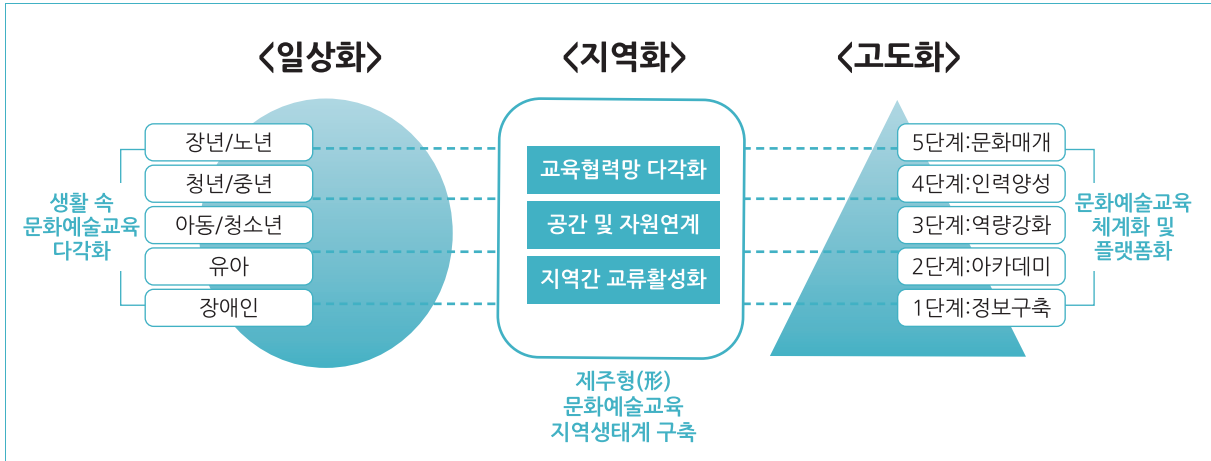 <일상화>
장년/노년
청년/중년
아동/청소년
유아
장애인
생활 속
문화예술교육
다각화
<지역화>
교육협력망 다각화
공간 및 자원연계
지역간 교류활성화
제주형(形)
문화예술교육
지역생태계 구축
<고도화>
5단계:문화매개
4단계:인력양성
3단계:역량강화
2단계:아카데미
1단계:정보구축
문화예술교육
체계화 및
플랫폼화